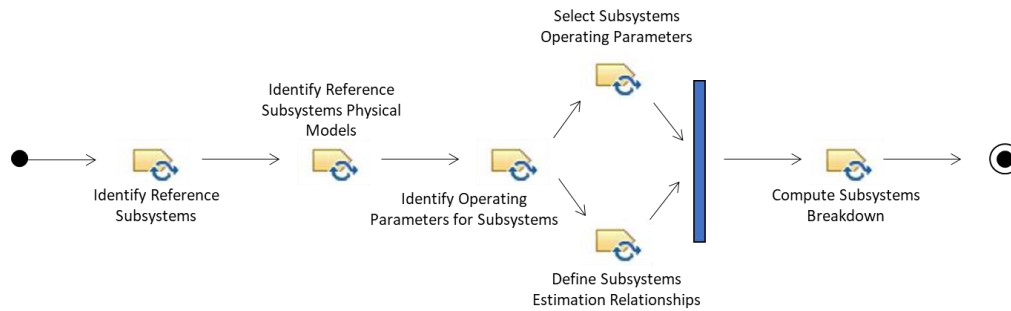 Identify Reference
Subsystems
Identify Reference
Subsystems Physical
Models
Identify Operating
Parameters for Subsystems
Select Subsystems
Operating Parameters
Define Subsystems
Estimation Relationships
Compute Subsystems
Breakdown